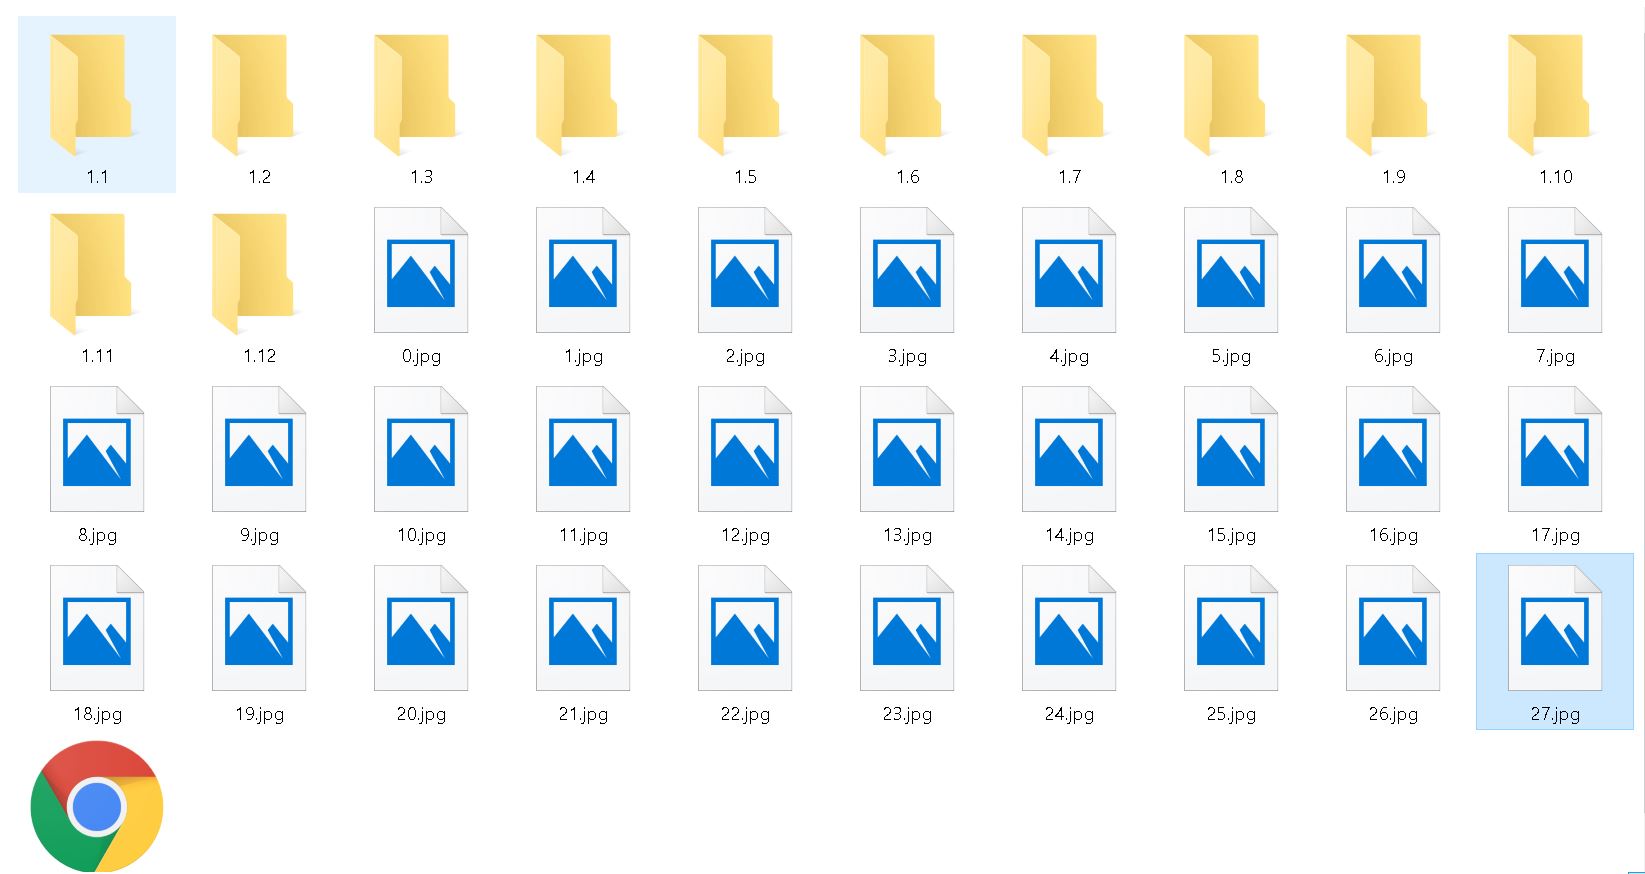 1.1 1.2 1.3 1.4 1.5 1.6 1.7 1.8 1.9 1.10
1.11 1.12 0.jpg 1.jpg 2.jpg 3.jpg 4.jpg 5.jpg 6.jpg 7.jpg
8.jpg 9.jpg 10.jpg 11.jpg 12.jpg 13.jpg 14.jpg 15.jpg 16.jpg 17.jpg
18.jpg 19.jpg 20.jpg 21.jpg 22.jpg 23.jpg 24.jpg 25.jpg 26.jpg 27.jpg